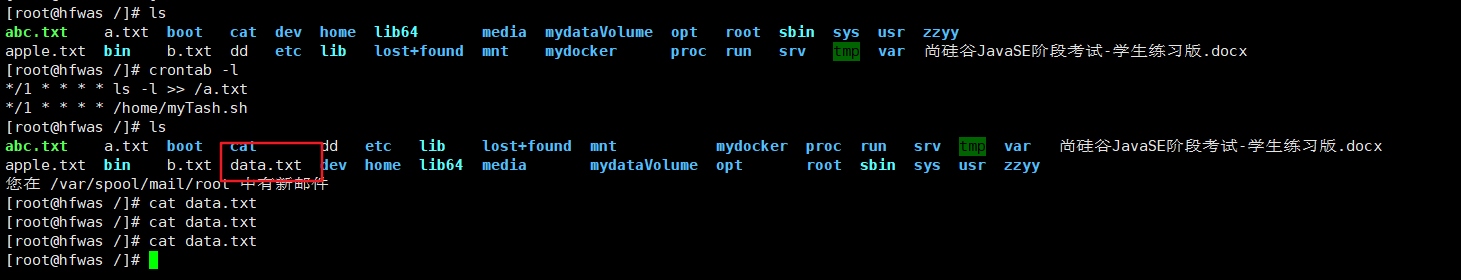 [root@hfwas /]# ls
abc.txt a.txt boot cat dev home lib64 media mydataVolume opt root sbin sys usr zzyy
apple.txt bin b.txt dd etc lib lost+found mnt mydocker proc run srv tmp var 尚硅谷JavaSE阶段考试-学生练习版.docx
[root@hfwas /]# crontab -l
*/1 * * * * ls -l >> /a.txt
*/1 * * * * /home/myTash.sh
[root@hfwas /]# ls
abc.txt a.txt boot cat dd etc lib lost+found mnt mydocker proc run srv tmp var 尚硅谷JavaSE阶段考试-学生练习版.docx
apple.txt bin b.txt data.txt dev home lib64 media mydataVolume opt root sbin sys usr zzyy
您在 /var/spool/mail/root 中有新邮件
[root@hfwas /]# cat data.txt
[root@hfwas /]# cat data.txt
[root@hfwas /]# cat data.txt
[root@hfwas /]#